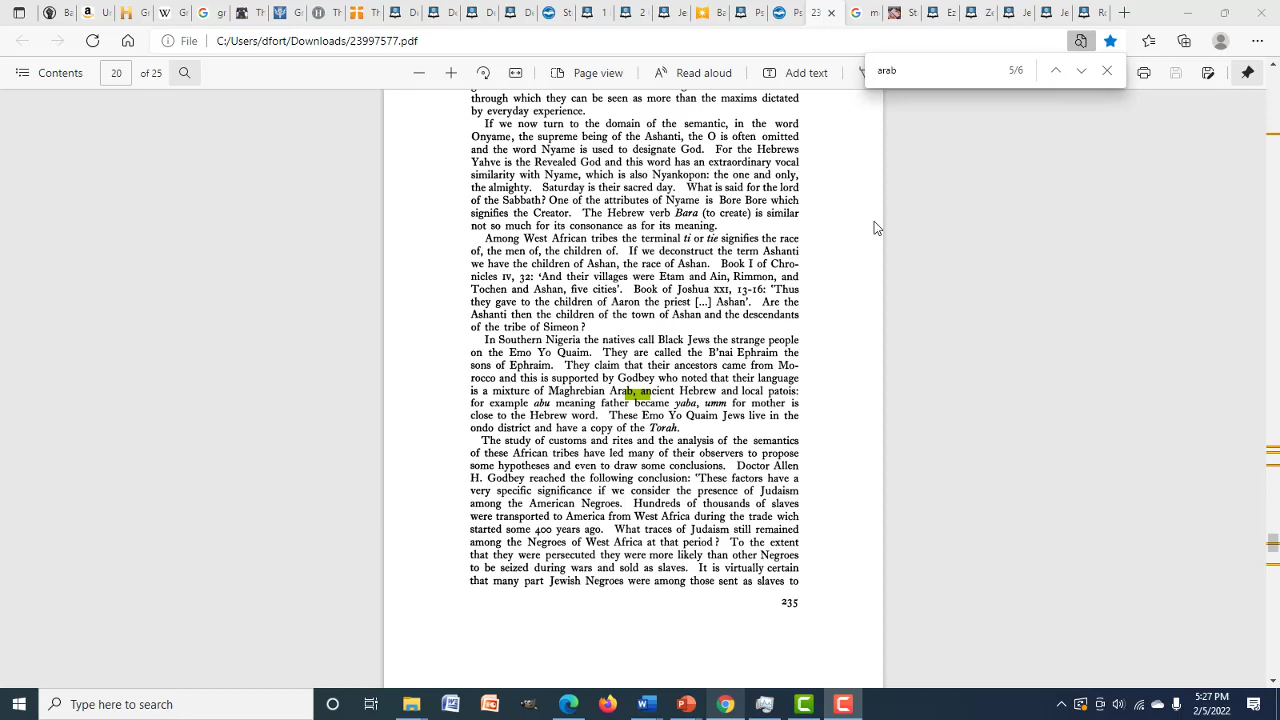 23
File
C:/Users/dfort/Downloads/23997577.pdf
arab
5/6
Contents
20
of 25
Page view
Read aloud
Add text
through which they can be seen as more than the maxims dictated
by everyday experience.
If we now turn to the domain of the semantic, in the word
Onyame, the supreme being of the Ashanti, the O is often omitted
and the word Nyame is used to designate God. For the Hebrews
Yahve is the Revealed God and this word has an extraordinary vocal
similarity with Nyame, which is also Nyankopon: the one and only,
the almighty. Saturday is their sacred day. What is said for the lord
of the Sabbath? One of the attributes of Nyame is Bore Bore which
signifies the Creator. The Hebrew verb Bara (to create) is similar
not so much for its consonance as for its meaning.
Among West African tribes the terminal ti or tie signifies the race
of, the men of, the children of. If we deconstruct the term Ashanti
we have the children of Ashan, the race of Ashan. Book I of Chro-
nicles IV, 32: 'And their villages were Etam and Ain, Rimmon, and
Tochen and Ashan, five cities'. Book of Joshua XXI, 13-16: 'Thus
they gave to the children of Aaron the priest [...] Ashan'. Are the
Ashanti then the children of the town of Ashan and the descendants
of the tribe of Simeon ?
In Southern Nigeria the natives call Black Jews the strange people
on the Emo Yo Quaim. They are called the B'nai Ephraim the
sons of Ephraim. They claim that their ancestors came from Mo-
rocco and this is supported by Godbey who noted that their language
is a mixture of Maghrebian Arab, ancient Hebrew and local patois:
for example abu meaning father became yaba, umm for mother is
close to the Hebrew word. These Emo Yo Quaim Jews live in the
ondo district and have a copy of the Torah.
The study of customs and rites and the analysis of the semantics
of these African tribes have led many of their observers to propose
some hypotheses and even to draw some conclusions. Doctor Allen
H. Godbey reached the following conclusion: 'These factors have a
very specific significance if we consider the presence of Judaism
among the American Negroes. Hundreds of thousands of slaves
were transported to America from West Africa during the trade wich
started some 400 years ago. What traces of Judaism still remained
among the Negroes of West Africa at that period ? To the extent
that they were persecuted they were more likely than other Negroes
to be seized during wars and sold as slaves. It is virtually certain
that many part Jewish Negroes were among those sent as slaves to
235
Type here to search
5:27 PM
2/5/2022